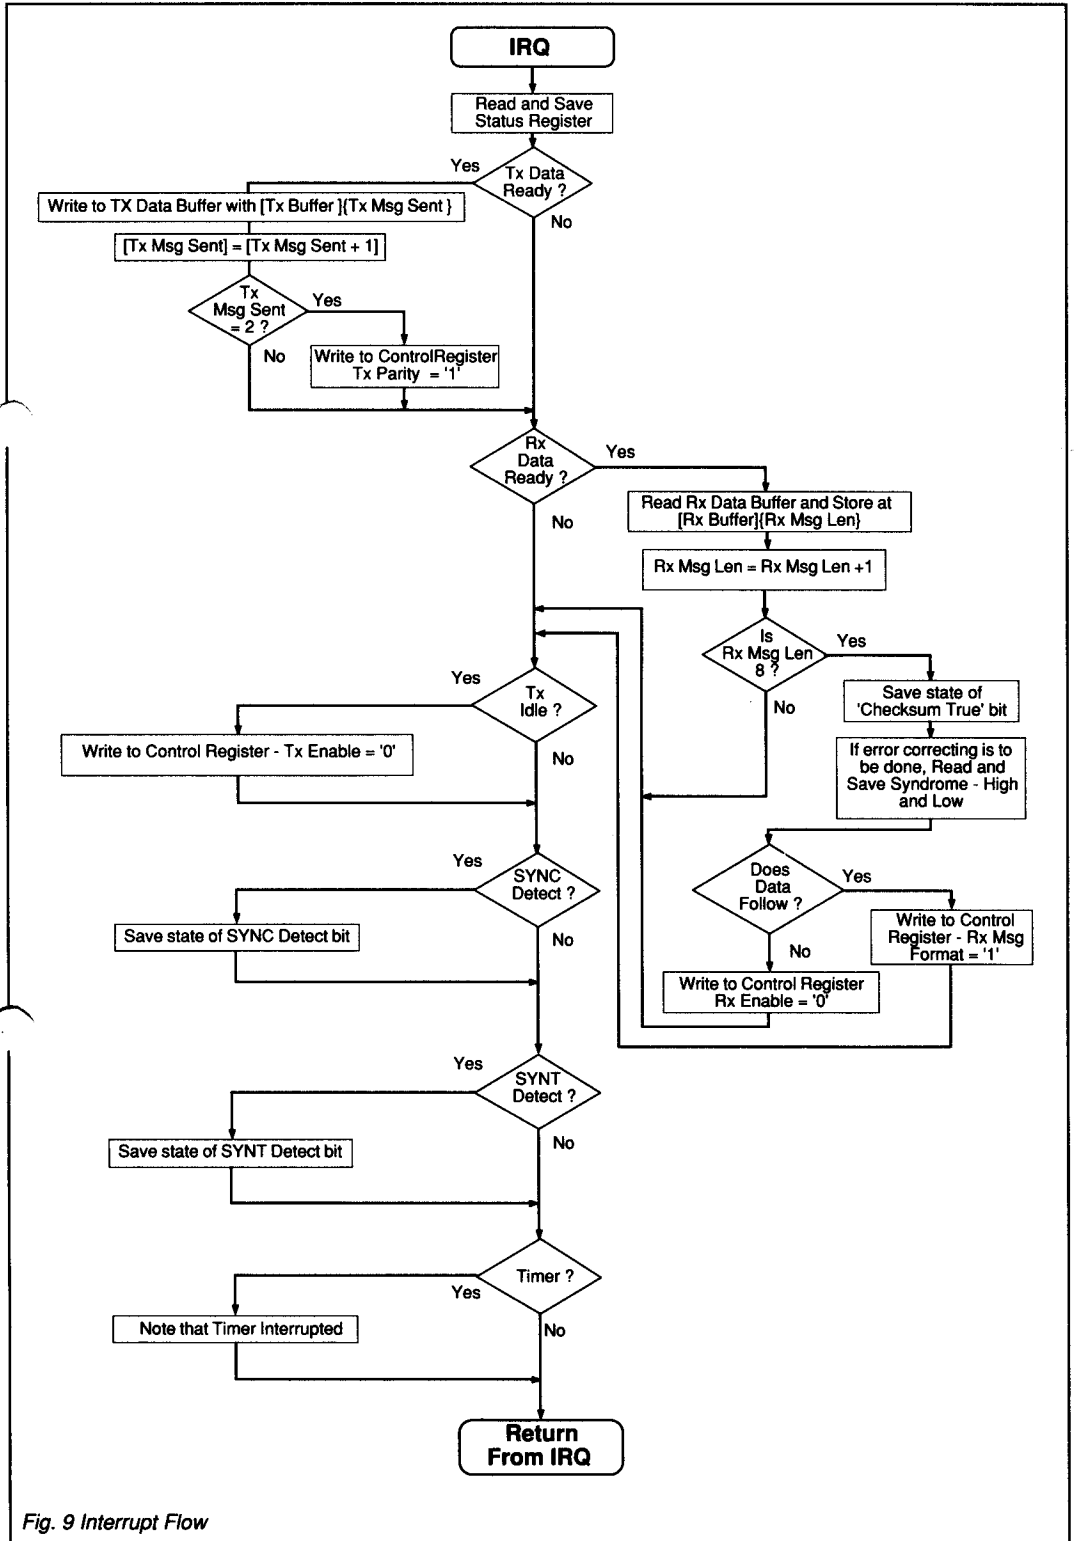 IRQ
Read and Save
Status Register
Tx Data
Ready ?
Yes
No
Write to TX Data Buffer with [Tx Buffer ]{Tx Msg Sent }
[Tx Msg Sent] = [Tx Msg Sent + 1]
Tx
Msg Sent
= 2 ?
Yes
No
Write to ControlRegister
Tx Parity = '1'
Rx
Data
Ready ?
Yes
No
Read Rx Data Buffer and Store at
[Rx Buffer]{Rx Msg Len}
Rx Msg Len = Rx Msg Len +1
Is
Rx Msg Len
8 ?
Yes
No
Save state of
'Checksum True' bit
If error correcting is to
be done, Read and
Save Syndrome - High
and Low
Does
Data
Follow ?
Yes
No
Write to Control
Register - Rx Msg
Format = '1'
Write to Control Register
Rx Enable = '0'
Tx
Idle ?
Yes
No
Write to Control Register - Tx Enable = '0'
SYNC
Detect ?
Yes
No
Save state of SYNC Detect bit
SYNT
Detect ?
Yes
No
Save state of SYNT Detect bit
Timer ?
Yes
No
Note that Timer Interrupted
Return
From IRQ
Fig. 9 Interrupt Flow